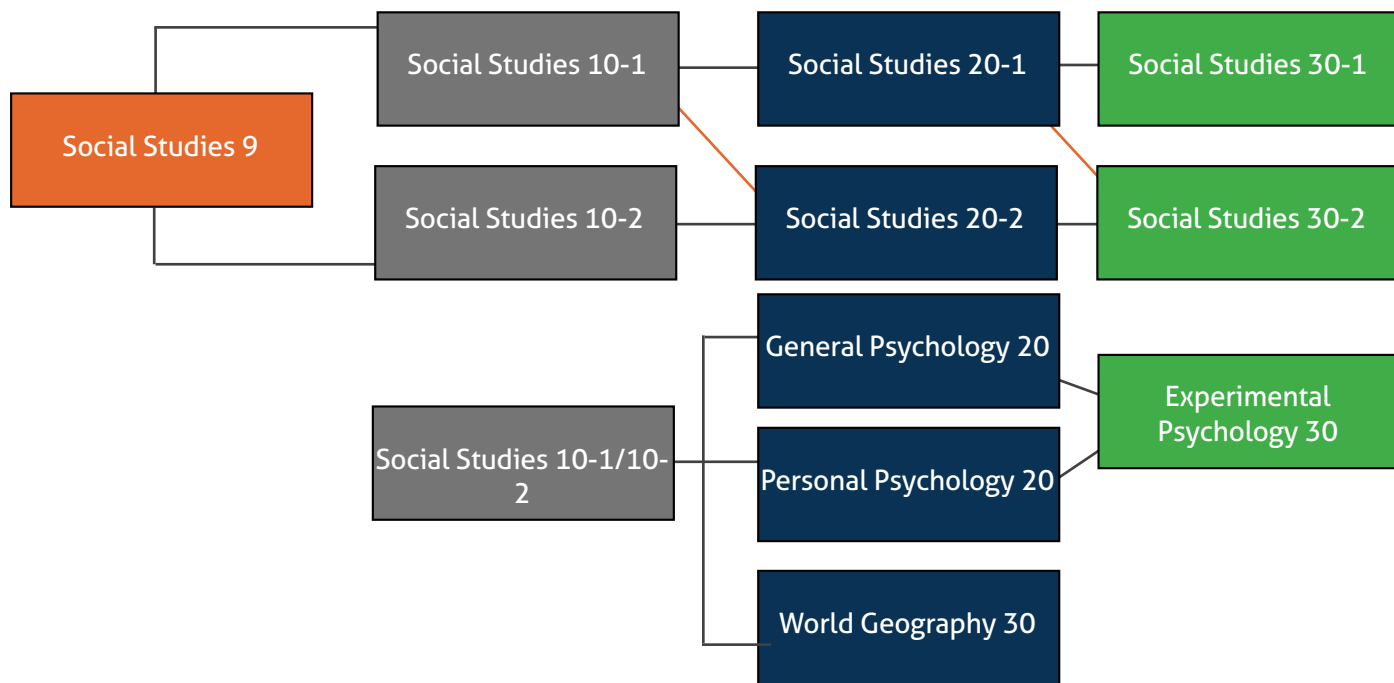 Social Studies 9
Social Studies 10-1
Social Studies 20-1
Social Studies 30-1
Social Studies 10-2
Social Studies 20-2
Social Studies 30-2
Social Studies 10-1/10-
2
General Psychology 20
Personal Psychology 20
World Geography 30
Experimental
Psychology 30